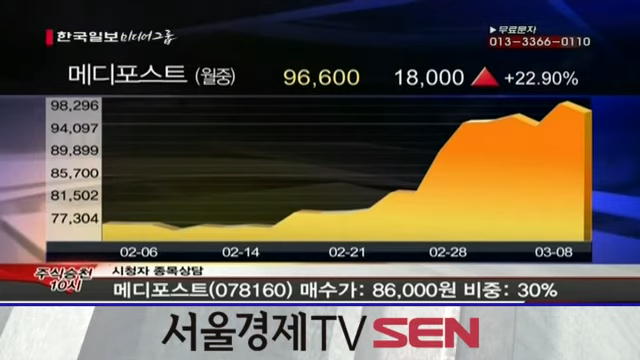 한국일보 미디어그룹
▶무료문자
013-3366-0110
메디포스트 (월중) 96,600 18,000 ▲ +22.90%
98,296
94,097
89,899
85,700
81,502
77,304
02-06 02-14 02-21 02-28 03-08
주식승천
10시
시청자 종목상담
메디포스트(078160) 매수가: 86,000원 비중: 30%
서울경제TV SEN